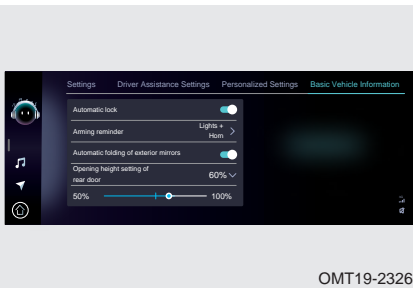 Settings Driver Assistance Settings Personalized Settings Basic Vehicle Information
Automatic lock
Arming reminder
Lights +
Horn
Automatic folding of exterior mirrors
Opening height setting of
rear door
60%
50% 100%
OMT19-2326